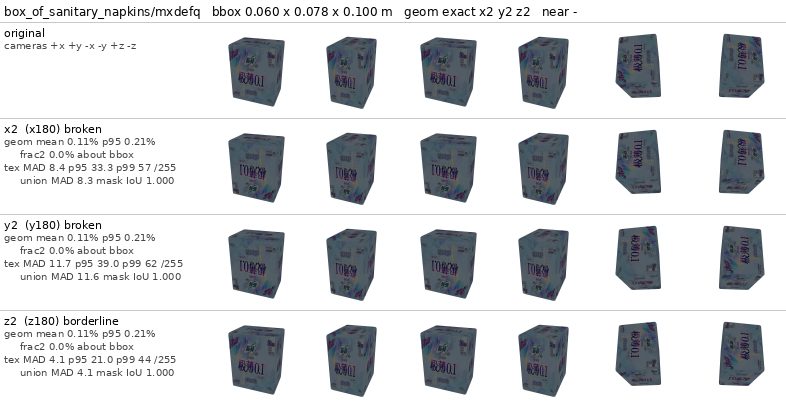 box_of_sanitary_napkins/mxdefq bbox 0.060 x 0.078 x 0.100 m geom exact x2 y2 z2 near -
original
cameras +x +y -x -y +z -z
x2 (x180) broken
geom mean 0.11% p95 0.21%
frac2 0.0% about bbox
tex MAD 8.4 p95 33.3 p99 57 /255
union MAD 8.3 mask IoU 1.000
y2 (y180) broken
geom mean 0.11% p95 0.21%
frac2 0.0% about bbox
tex MAD 11.7 p95 39.0 p99 62 /255
union MAD 11.6 mask IoU 1.000
z2 (z180) borderline
geom mean 0.11% p95 0.21%
frac2 0.0% about bbox
tex MAD 4.1 p95 21.0 p99 44 /255
union MAD 4.1 mask IoU 1.000